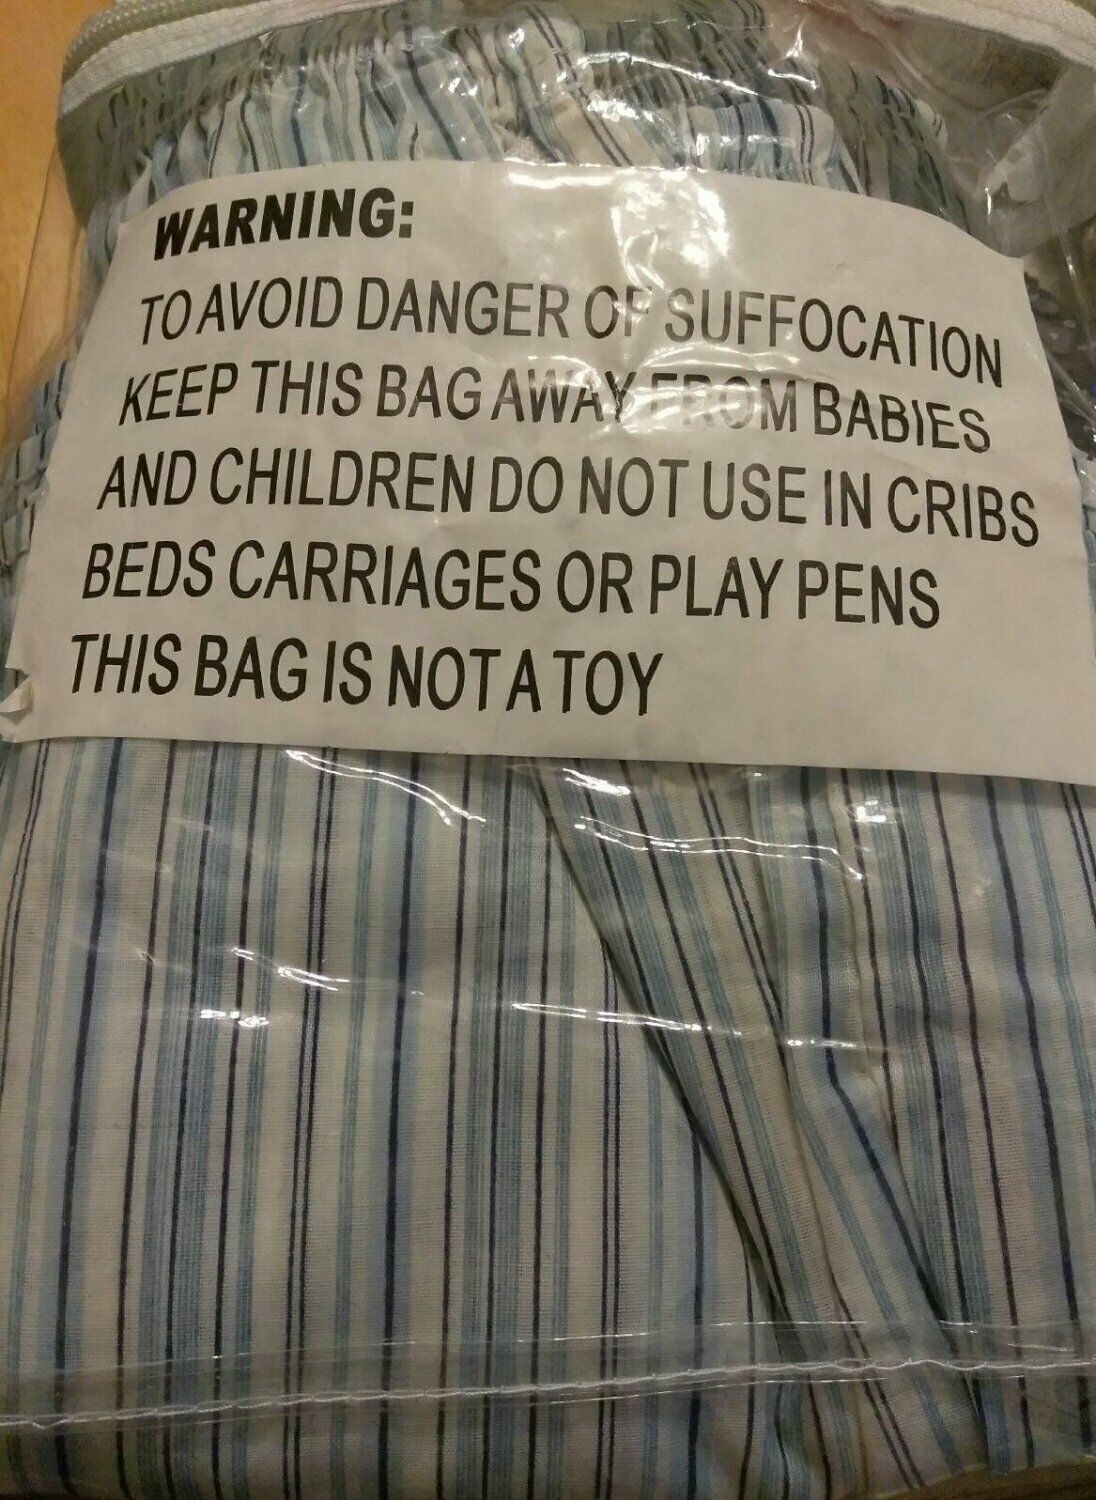 WARNING:
TO AVOID DANGER OF SUFFOCATION
KEEP THIS BAG AWAY FROM BABIES
AND CHILDREN DO NOT USE IN CRIBS
BEDS CARRIAGES OR PLAY PENS
THIS BAG IS NOT A TOY